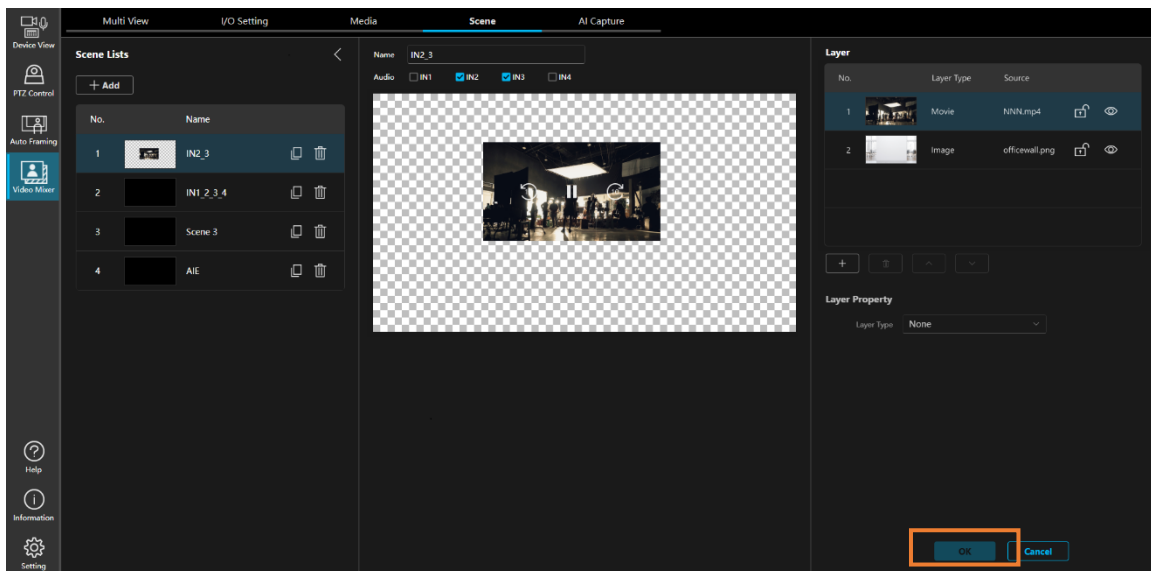 Multi View I/O Setting Media Scene AI Capture
Device View
PTZ Control
Auto Framing
Video Mixer
Help
Information
Setting
Scene Lists
+ Add
No. Name
1 IN2_3
2 IN1_2_3_4
3 Scene 3
4 AIE
Name IN2_3
Audio IN1 IN2 IN3 IN4
10
Layer
No. Layer Type Source
1 Movie NNN.mp4
2 Image officewall.png
Layer Property
Layer Type None
OK Cancel